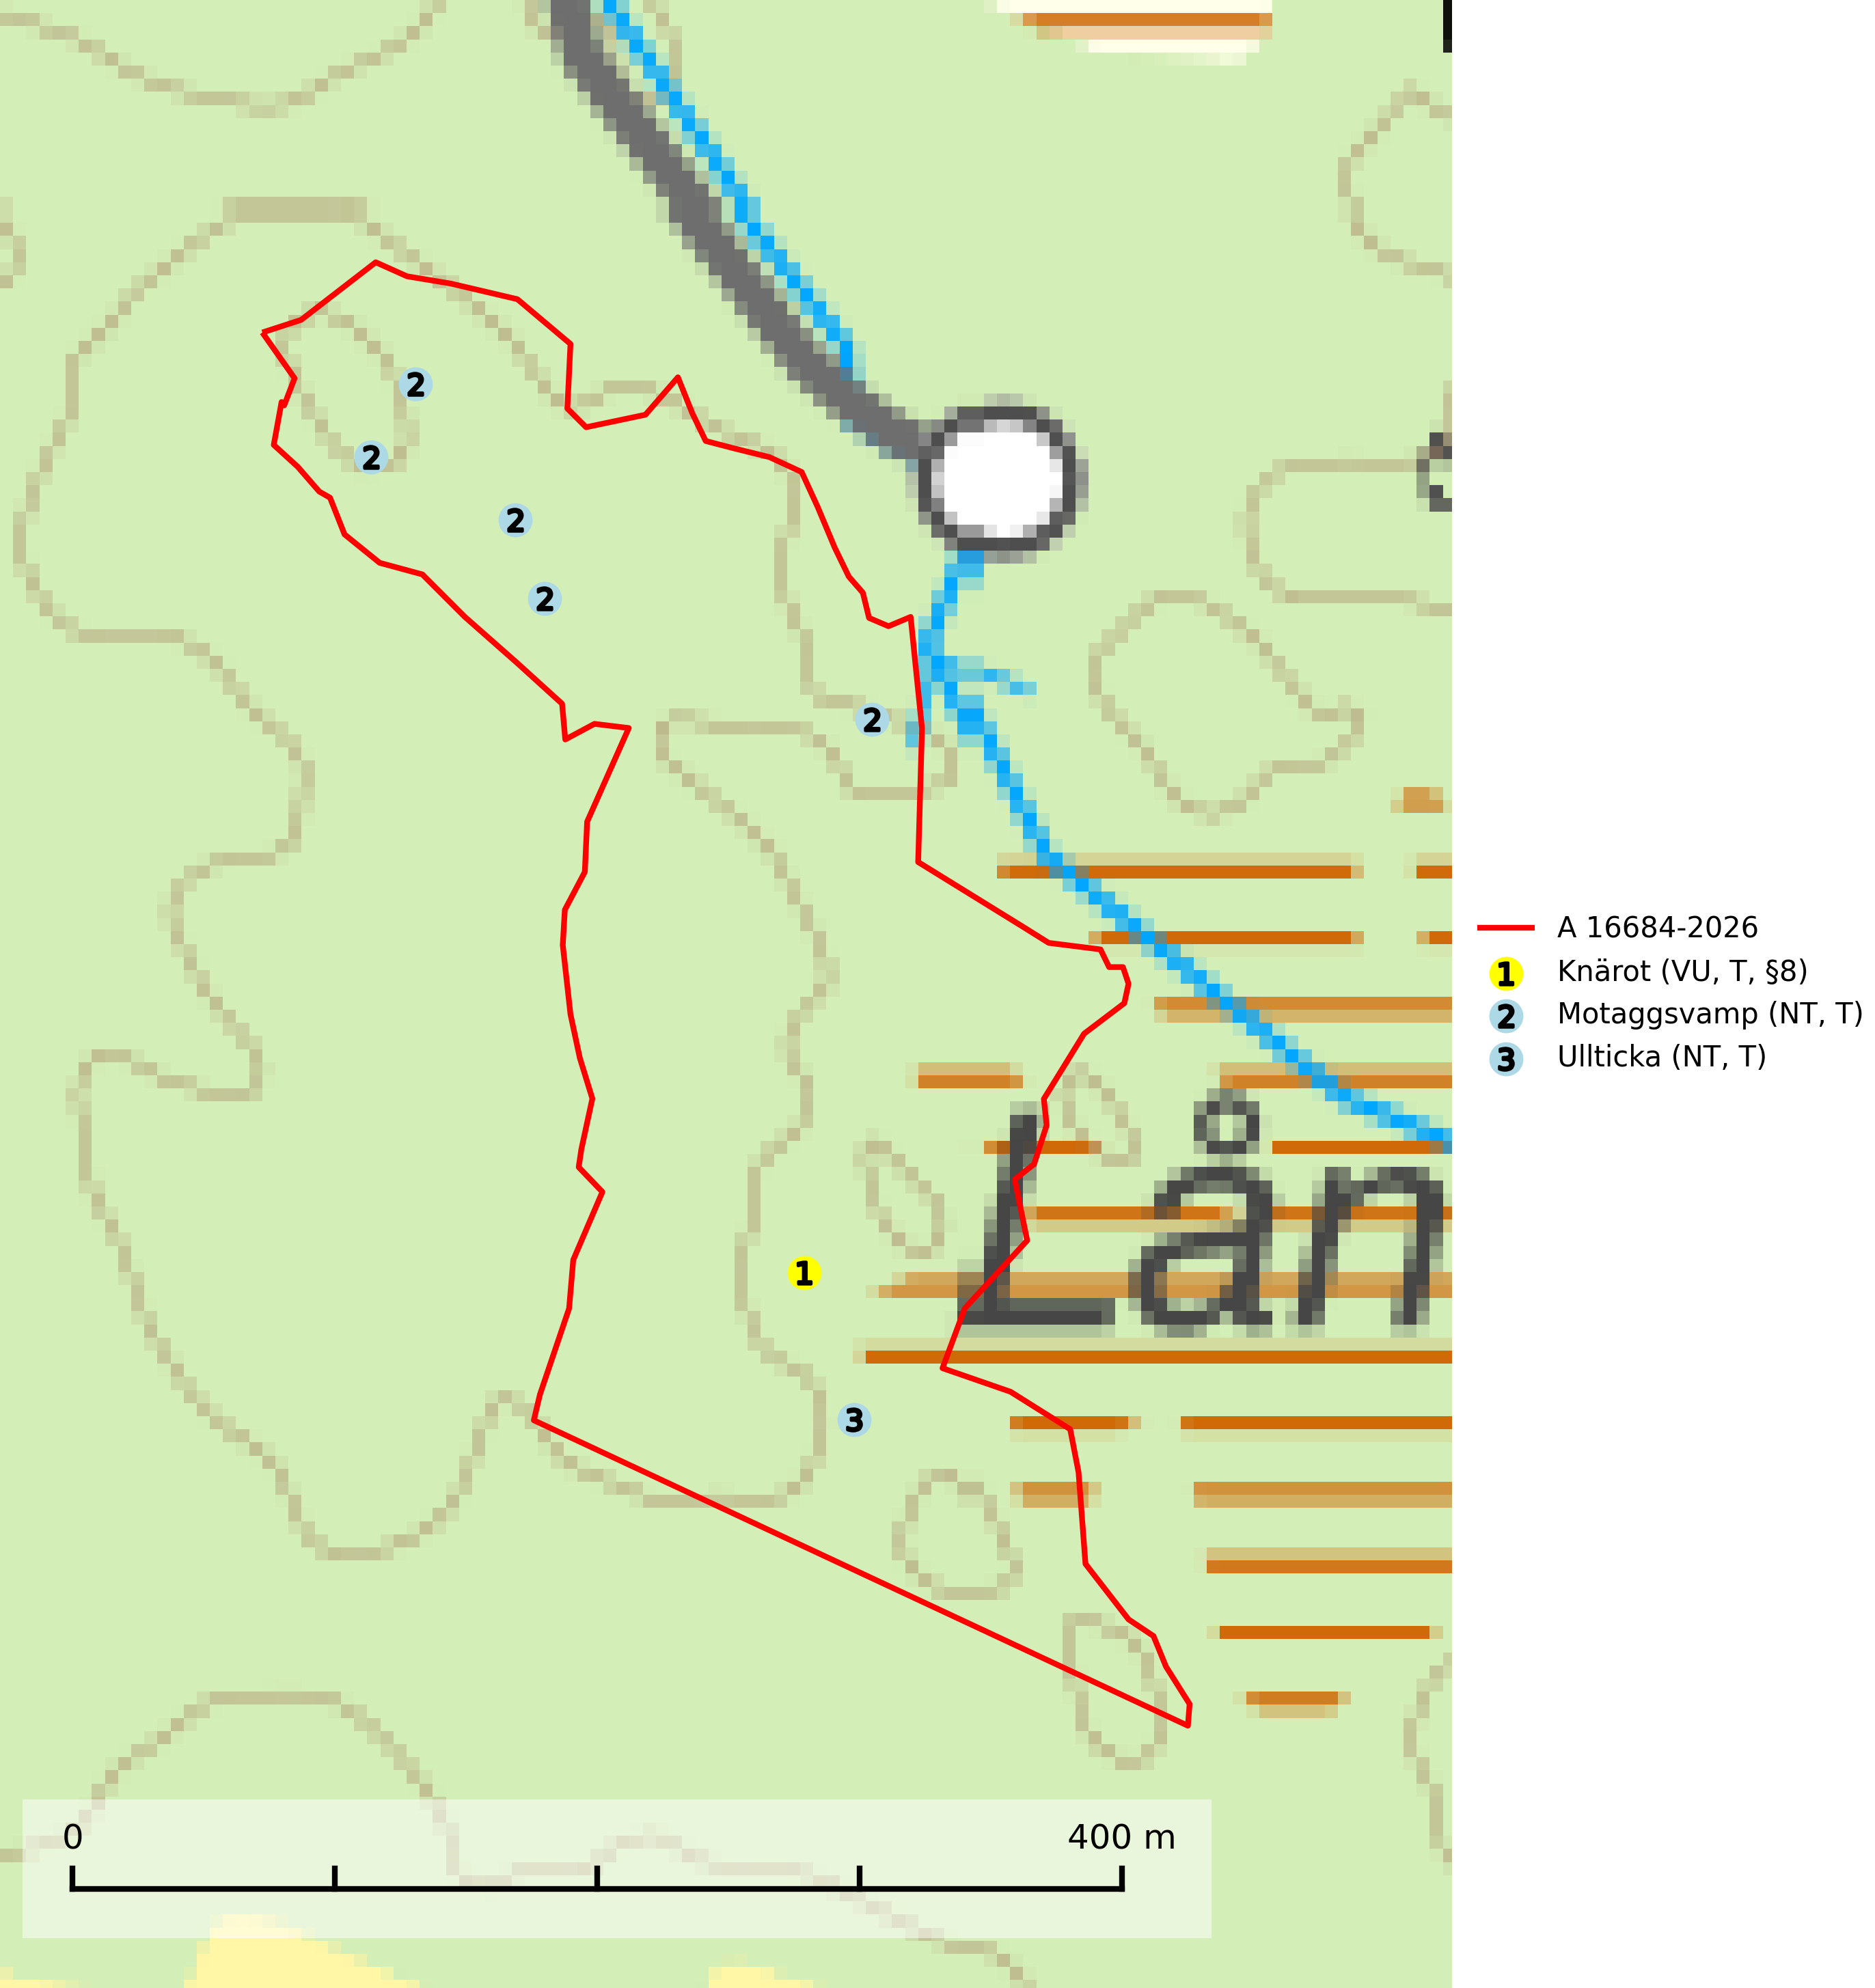 2
2
2
2
2
Lån
1
3
A 16684-2026
1 Knärot (VU, T, §8)
2 Motaggsvamp (NT, T)
3 Ullticka (NT, T)
0 400 m